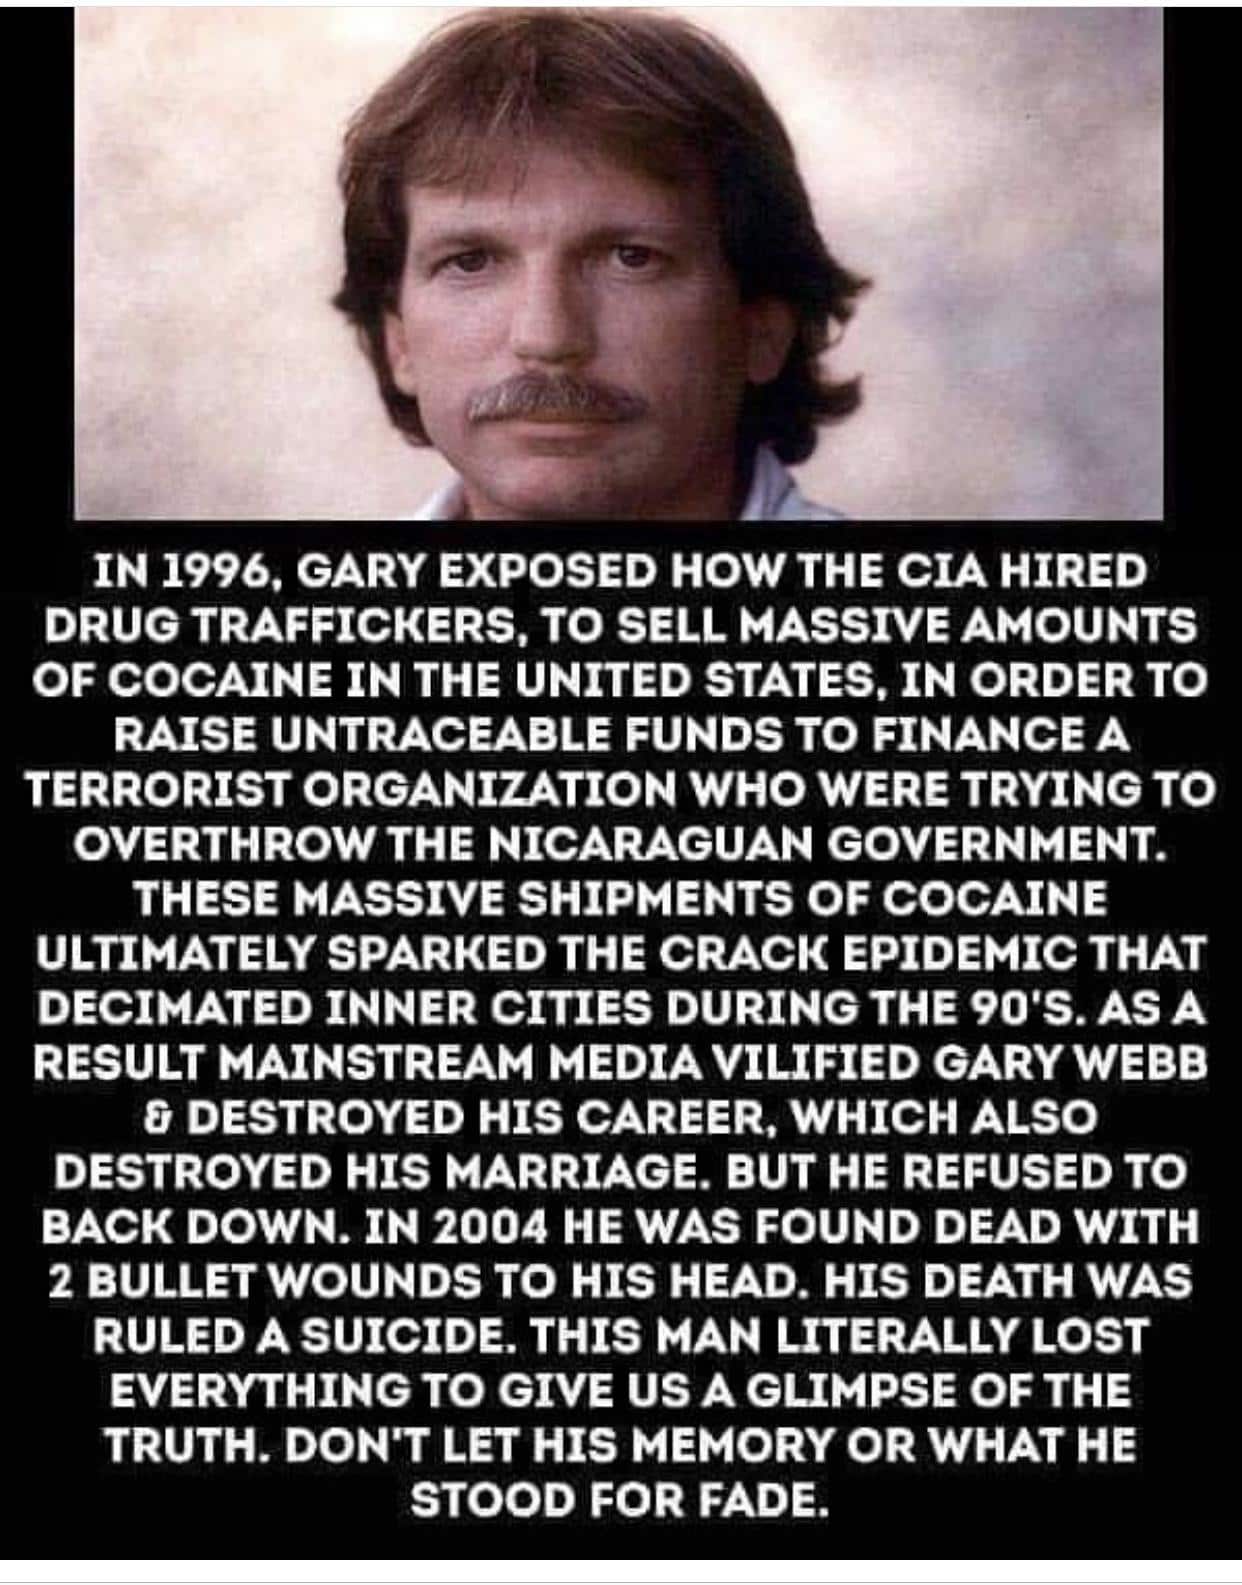 IN 1996, GARY EXPOSED HOW THE CIA HIRED
DRUG TRAFFICKERS, TO SELL MASSIVE AMOUNTS
OF COCAINE IN THE UNITED STATES, IN ORDER TO
RAISE UNTRACEABLE FUNDS TO FINANCE A
TERRORIST ORGANIZATION WHO WERE TRYING TO
OVERTHROW THE NICARAGUAN GOVERNMENT.
THESE MASSIVE SHIPMENTS OF COCAINE
ULTIMATELY SPARKED THE CRACK EPIDEMIC THAT
DECIMATED INNER CITIES DURING THE 90'S. AS A
RESULT MAINSTREAM MEDIA VILIFIED GARY WEBB
& DESTROYED HIS CAREER, WHICH ALSO
DESTROYED HIS MARRIAGE. BUT HE REFUSED TO
BACK DOWN. IN 2004 HE WAS FOUND DEAD WITH
2 BULLET WOUNDS TO HIS HEAD. HIS DEATH WAS
RULED A SUICIDE. THIS MAN LITERALLY LOST
EVERYTHING TO GIVE US A GLIMPSE OF THE
TRUTH. DON'T LET HIS MEMORY OR WHAT HE
STOOD FOR FADE.